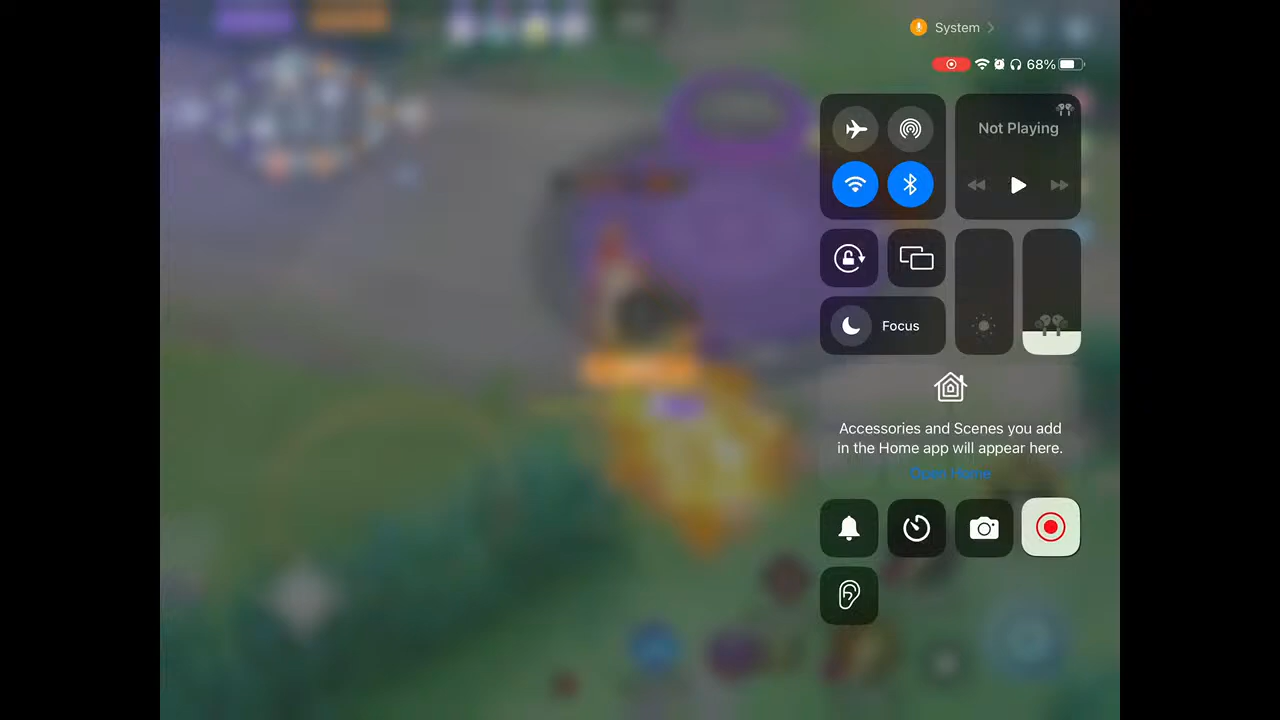 System
68%
Not Playing
Focus
Accessories and Scenes you add
in the Home app will appear here.
Open Home